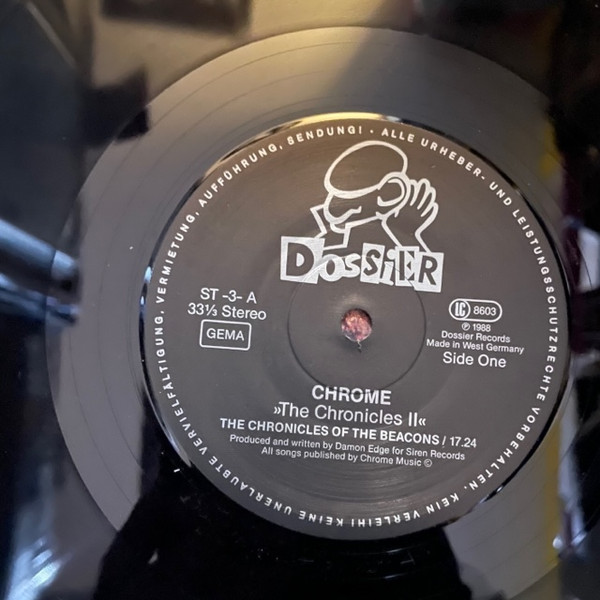 ALLE URHEBER- UND LEISTUNGSSCHUTZRECHTE VORBEHALTEN. KEIN VERLEIH! KEINE UNERLAUBTE VERVIELFÄLTIGUNG, VERMIETUNG, AUFFÜHRUNG, SENDUNG! •
DOSSIER
ST -3- A
33⅓ Stereo
GEMA
LC 8603
℗ 1988
Dossier Records
Made in West Germany
Side One
CHROME
»The Chronicles II«
THE CHRONICLES OF THE BEACONS / 17.24
Produced and written by Damon Edge for Siren Records
All songs published by Chrome Music ©